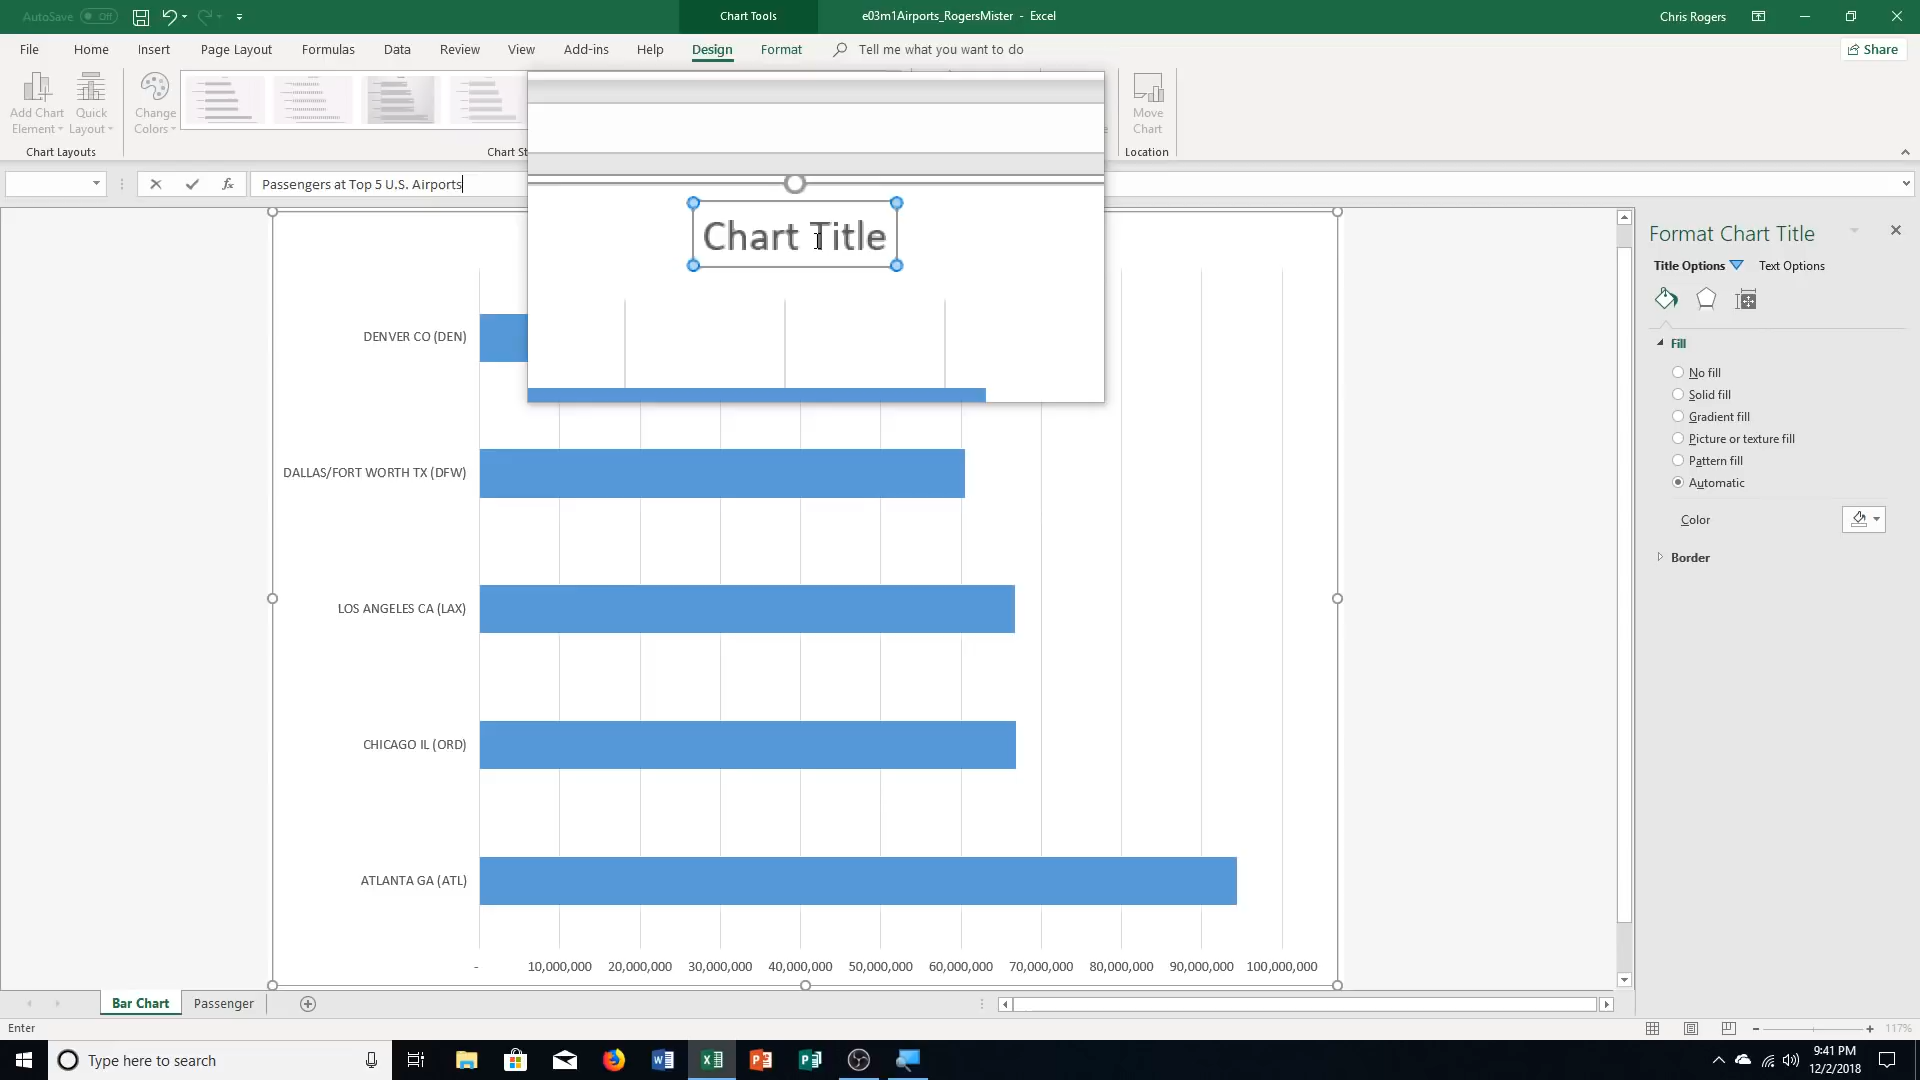 AutoSave Off
Chart Tools
e03m1Airports_RogersMister - Excel
Chris Rogers
File Home Insert Page Layout Formulas Data Review View Add-ins Help Design Format Tell me what you want to do Share
Add Chart Element
Quick Layout
Change Colors
Move Chart
Chart Layouts
Chart St
Location
Passengers at Top 5 U.S. Airports
Chart Title
DENVER CO (DEN)
DALLAS/FORT WORTH TX (DFW)
LOS ANGELES CA (LAX)
CHICAGO IL (ORD)
ATLANTA GA (ATL)
- 10,000,000 20,000,000 30,000,000 40,000,000 50,000,000 60,000,000 70,000,000 80,000,000 90,000,000 100,000,000
Format Chart Title
Title Options Text Options
Fill
No fill
Solid fill
Gradient fill
Picture or texture fill
Pattern fill
Automatic
Color
Border
Bar Chart Passenger
Enter
117%
Type here to search
9:41 PM
12/2/2018